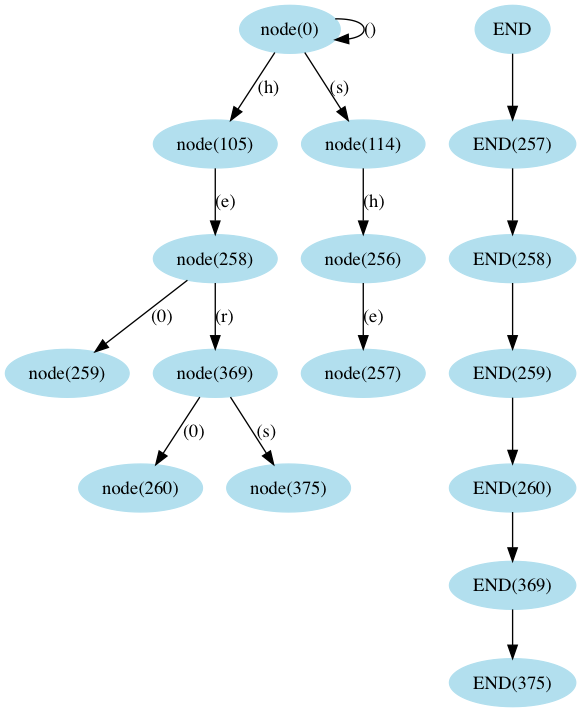 node(0) () END
(h) (s)
node(105) node(114) END(257)
(e) (h)
node(258) node(256) END(258)
(0) (r) (e)
node(259) node(369) node(257) END(259)
(0) (s)
node(260) node(375) END(260)
END(369)
END(375)